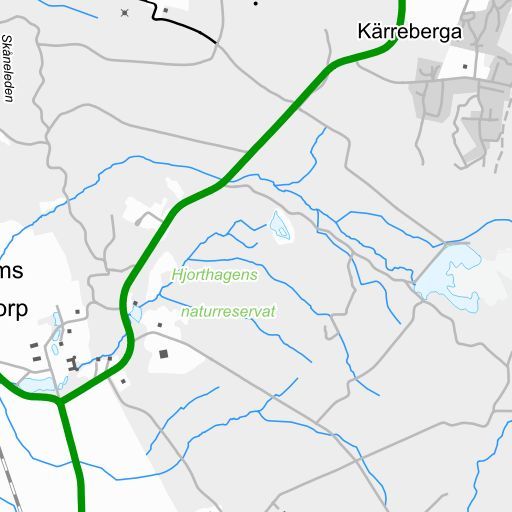 Kärreberga
Skåneleden
ms
orp
Hjorthagens
naturreservat